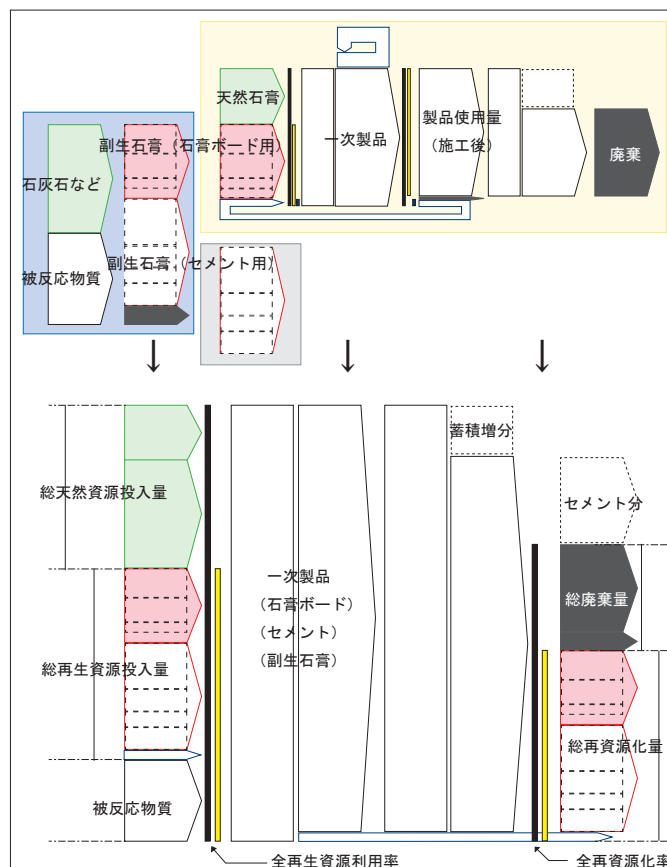 天然石膏
副生石膏（石膏ボード用）
石灰石など
被反応物質
副生石膏（セメント用）
一次製品
製品使用量
（施工後）
廃棄
総天然資源投入量
総再生資源投入量
被反応物質
一次製品
（石膏ボード）
（セメント）
（副生石膏）
蓄積増分
セメント分
総廃棄量
総再資源化量
全再生資源利用率
全再資源化率